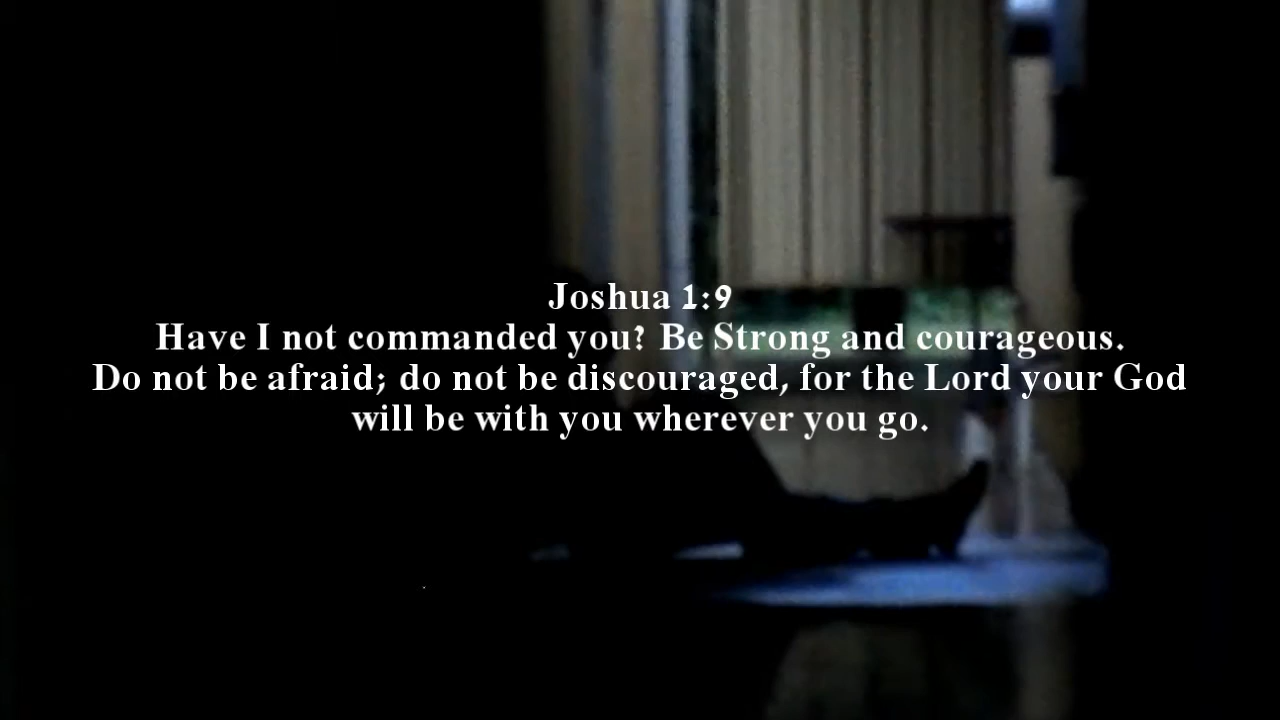 Joshua 1:9
Have I not commanded you? Be Strong and courageous.
Do not be afraid; do not be discouraged, for the Lord your God
will be with you wherever you go.